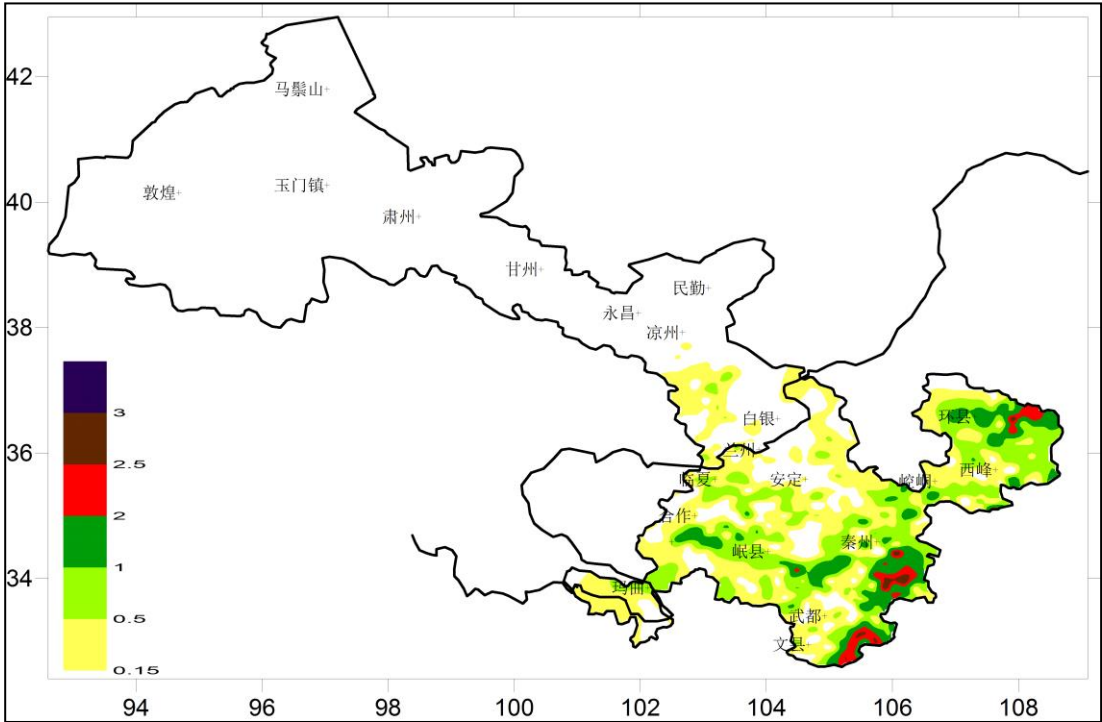 42
马鬃山
40
敦煌
玉门镇
肃州
甘州
民勤
38
永昌
凉州
3
白银
环县
36
兰州
2.5
临夏
安定
崆峒
西峰
2
合作
秦州
岷县
1
34
玛曲
0.5
武都
文县
0.15
94
96
98
100
102
104
106
108